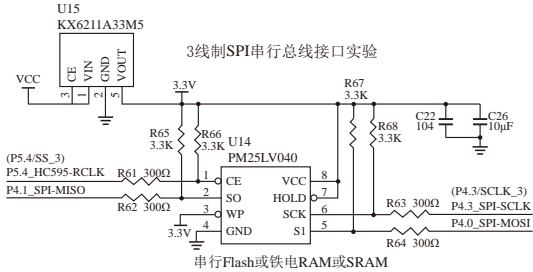 U15
KX6211A33M5
3线制SPI串行总线接口实验
CE
VIN
GND
VOUT
VCC
3 1 2 5
3.3V
R67
3.3K
R65
3.3K
R66
3.3K
R68
3.3K
C22
104
C26
10μF
U14
PM25LV040
(P5.4/SS_3)
P5.4_HC595-RCLK
R61 300Ω
1 CE
VCC 8
P4.1_SPI-MISO
R62 300Ω
2 SO
HOLD 7
3.3V
3 WP
SCK 6
R63 300Ω
(P4.3/SCLK_3)
P4.3_SPI-SCLK
4 GND
S1 5
R64 300Ω
P4.0_SPI-MOSI
串行Flash或铁电RAM或SRAM